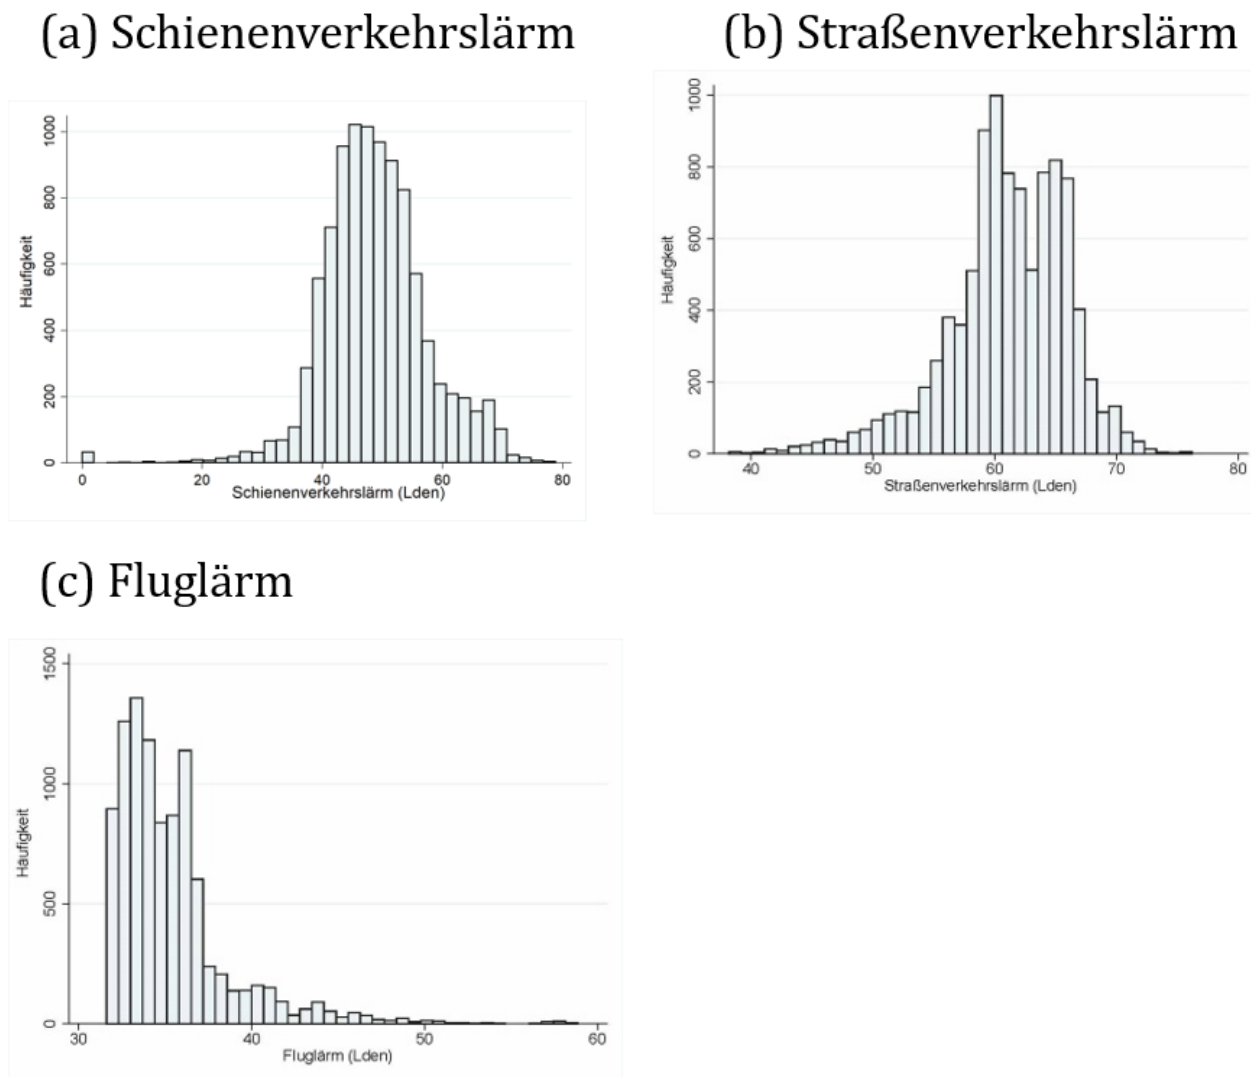 (a) Schienenverkehrslärm
(b) Straßenverkehrslärm
Häufigkeit
1000
800
600
400
200
0
0 20 40 60 80
Schienenverkehrslärm (Lden)
Häufigkeit
1000
800
600
400
200
0
40 50 60 70 80
Straßenverkehrslärm (Lden)
(c) Fluglärm
Häufigkeit
1500
1000
500
0
30 40 50 60
Fluglärm (Lden)